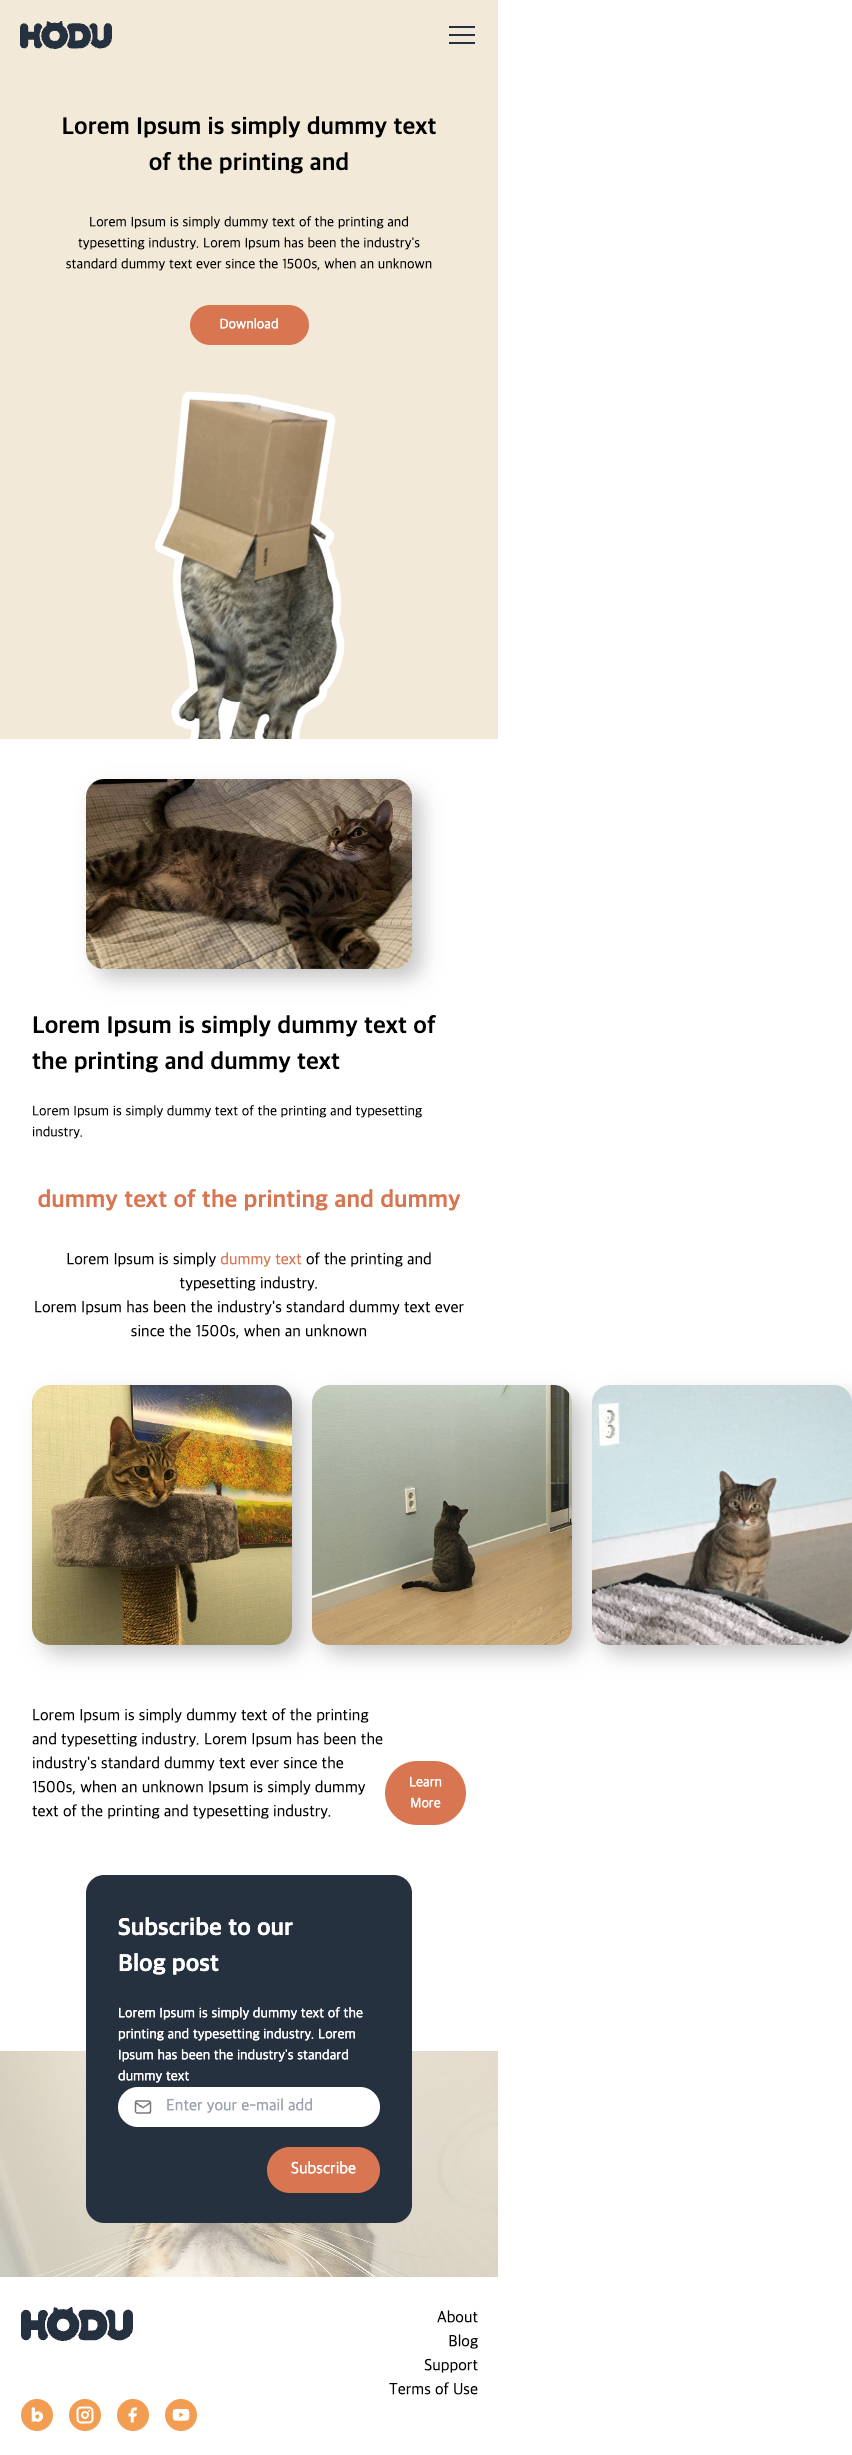 HODU
Lorem Ipsum is simply dummy text
of the printing and
Lorem Ipsum is simply dummy text of the printing and
typesetting industry. Lorem Ipsum has been the industry's
standard dummy text ever since the 1500s, when an unknown
Download
Lorem Ipsum is simply dummy text of
the printing and dummy text
Lorem Ipsum is simply dummy text of the printing and typesetting
industry.
dummy text of the printing and dummy
Lorem Ipsum is simply dummy text of the printing and
typesetting industry.
Lorem Ipsum has been the industry's standard dummy text ever
since the 1500s, when an unknown
Lorem Ipsum is simply dummy text of the printing
and typesetting industry. Lorem Ipsum has been the
industry's standard dummy text ever since the
1500s, when an unknown Ipsum is simply dummy
text of the printing and typesetting industry.
Learn
More
Subscribe to our
Blog post
Lorem Ipsum is simply dummy text of the
printing and typesetting industry. Lorem
Ipsum has been the industry's standard
dummy text
Enter your e-mail add
Subscribe
HODU
About
Blog
Support
Terms of Use